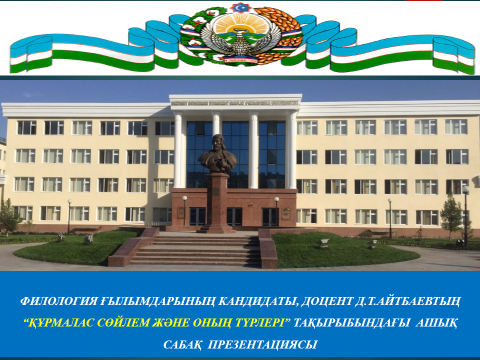 ФИЛОЛОГИЯ ҒЫЛЫМДАРЫНЫҢ КАНДИДАТЫ, ДОЦЕНТ Д.Т.АЙТБАЕВТЫҢ
“ҚҰРМАЛАС СӨЙЛЕМ ЖӘНЕ ОНЫҢ ТҮРЛЕРІ” ТАҚЫРЫБЫНДАҒЫ АШЫҚ
САБАҚ ПРЕЗЕНТАЦИЯСЫ